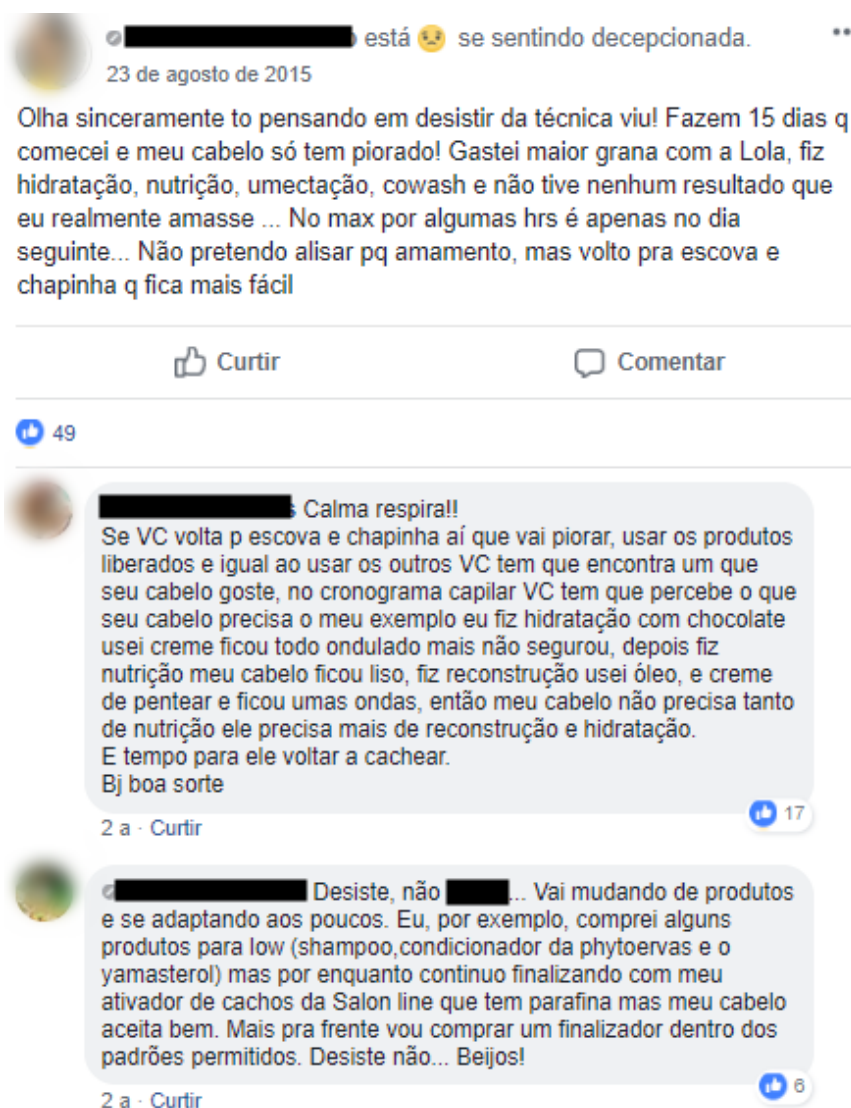 está se sentindo decepcionada.
23 de agosto de 2015
Olha sinceramente to pensando em desistir da técnica viu! Fazem 15 dias q
comecei e meu cabelo só tem piorado! Gastei maior grana com a Lola, fiz
hidratação, nutrição, umectação, cowash e não tive nenhum resultado que
eu realmente amasse ... No max por algumas hrs é apenas no dia
seguinte... Não pretendo alisar pq amamento, mas volto pra escova e
chapinha q fica mais fácil
Curtir Comentar
49
Calma respira!!
Se VC volta p escova e chapinha aí que vai piorar, usar os produtos
liberados e igual ao usar os outros VC tem que encontra um que
seu cabelo goste, no cronograma capilar VC tem que percebe o que
seu cabelo precisa o meu exemplo eu fiz hidratação com chocolate
usei creme ficou todo ondulado mais não segurou, depois fiz
nutrição meu cabelo ficou liso, fiz reconstrução usei óleo, e creme
de pentear e ficou umas ondas, então meu cabelo não precisa tanto
de nutrição ele precisa mais de reconstrução e hidratação.
E tempo para ele voltar a cachear.
Bj boa sorte
17
2 a · Curtir
Desiste, não ... Vai mudando de produtos
e se adaptando aos poucos. Eu, por exemplo, comprei alguns
produtos para low (shampoo,condicionador da phytoervas e o
yamasterol) mas por enquanto continuo finalizando com meu
ativador de cachos da Salon line que tem parafina mas meu cabelo
aceita bem. Mais pra frente vou comprar um finalizador dentro dos
padrões permitidos. Desiste não... Beijos!
6
2 a · Curtir